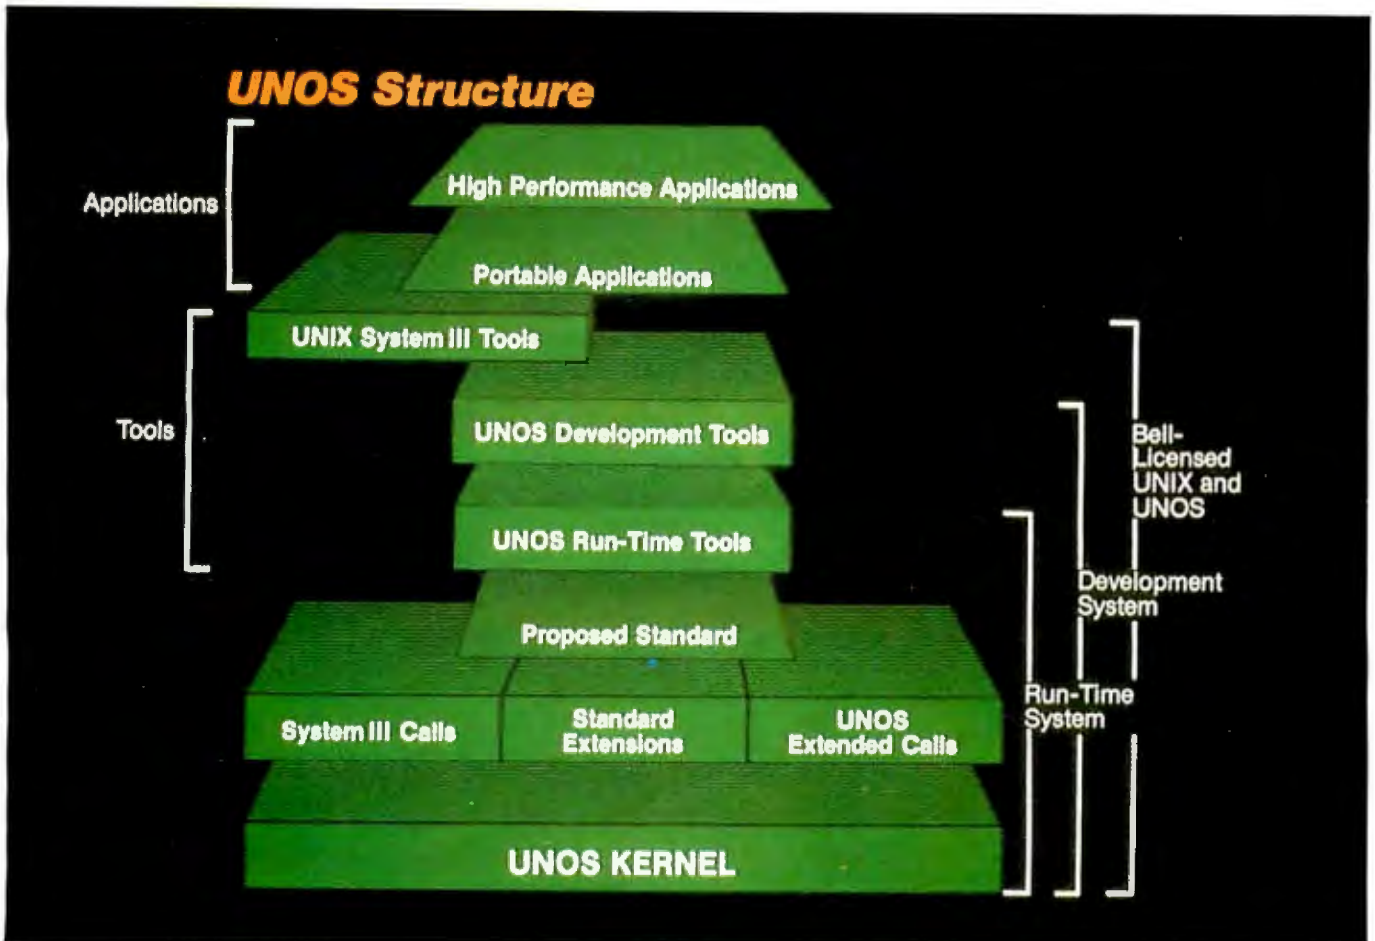 UNOS Structure
Applications
High Performance Applications
Portable Applications
UNIX System III Tools
Tools
UNOS Development Tools
UNOS Run-Time Tools
Proposed Standard
System III Calls
Standard
Extensions
UNOS
Extended Calls
UNOS KERNEL
Bell-
Licensed
UNIX and
UNOS
Development
System
Run-Time
System